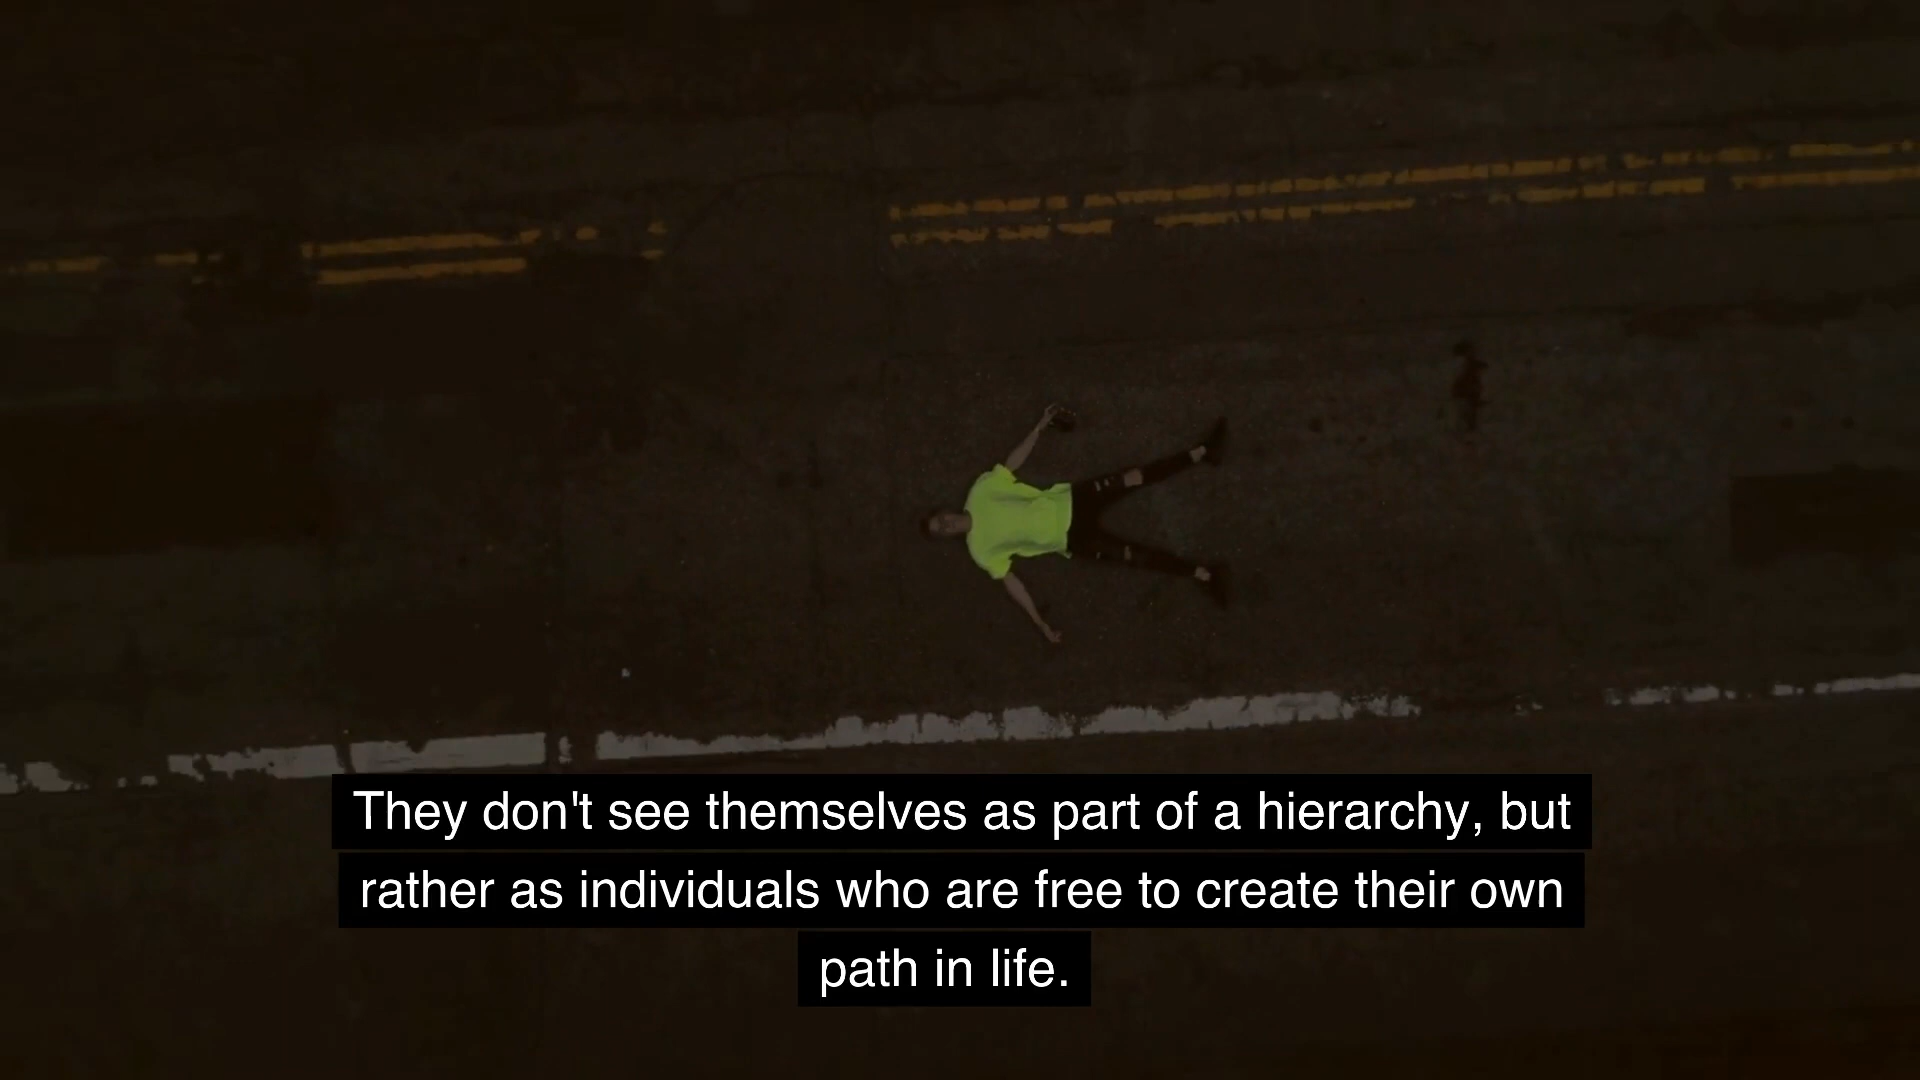 They don't see themselves as part of a hierarchy, but
rather as individuals who are free to create their own
path in life.